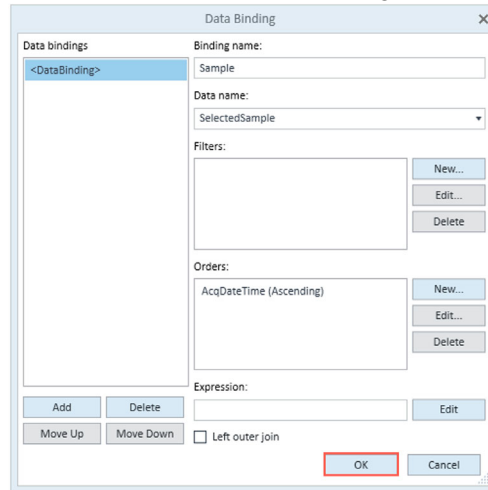 Data Binding
Data bindings
Binding name:
<DataBinding>
Sample
Data name:
SelectedSample
Filters:
New...
Edit...
Delete
Orders:
AcqDateTime (Ascending)
New...
Edit...
Delete
Expression:
Add
Delete
Edit
Move Up
Move Down
Left outer join
OK
Cancel